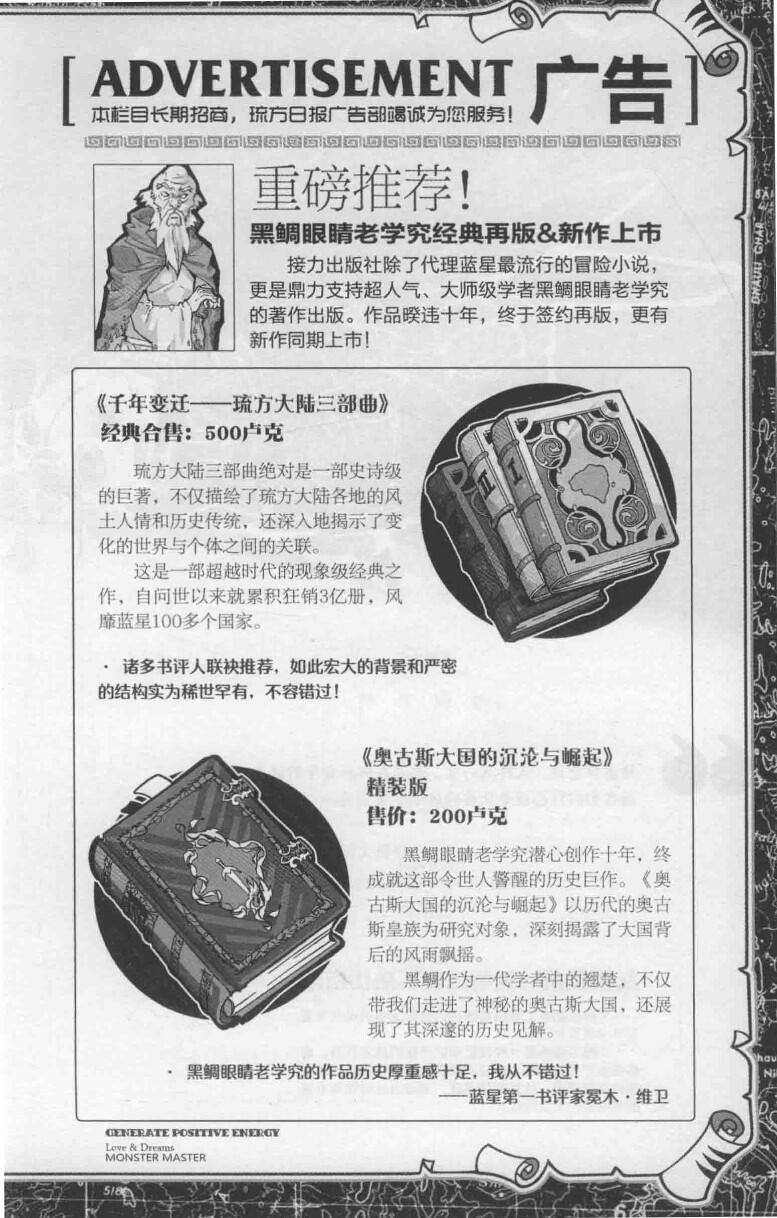 ADVERTISEMENT 广告
本栏目长期招商，琉方日报广告部竭诚为您服务！
重磅推荐！
黑鲷眼睛老学究经典再版&新作上市
接力出版社除了代理蓝星最流行的冒险小说，
更是鼎力支持超人气、大师级学者黑鲷眼睛老学究
的著作出版。作品暌违十年，终于签约再版，更有
新作同期上市！
《千年变迁——琉方大陆三部曲》
经典合售：500卢克
琉方大陆三部曲绝对是一部史诗级
的巨著，不仅描绘了琉方大陆各地的风
土人情和历史传统，还深入地揭示了变
化的世界与个体之间的关联。
这是一部超越时代的现象级经典之
作，自问世以来就累积狂销3亿册，风
靡蓝星100多个国家。
· 诸多书评人联袂推荐，如此宏大的背景和严密
的结构实为稀世罕有，不容错过！
II
I
《奥古斯大国的沉沦与崛起》
精装版
售价：200卢克
黑鲷眼睛老学究潜心创作十年，终
成就这部令世人警醒的历史巨作。《奥
古斯大国的沉沦与崛起》以历代的奥古
斯皇族为研究对象，深刻揭露了大国背
后的风雨飘摇。
黑鲷作为一代学者中的翘楚，不仅
带我们走进了神秘的奥古斯大国，还展
现了其深邃的历史见解。
· 黑鲷眼睛老学究的作品历史厚重感十足，我从不错过！
——蓝星第一书评家冥木·维卫
GENERATE POSITIVE ENERGY
Love & Dreams
MONSTER MASTER